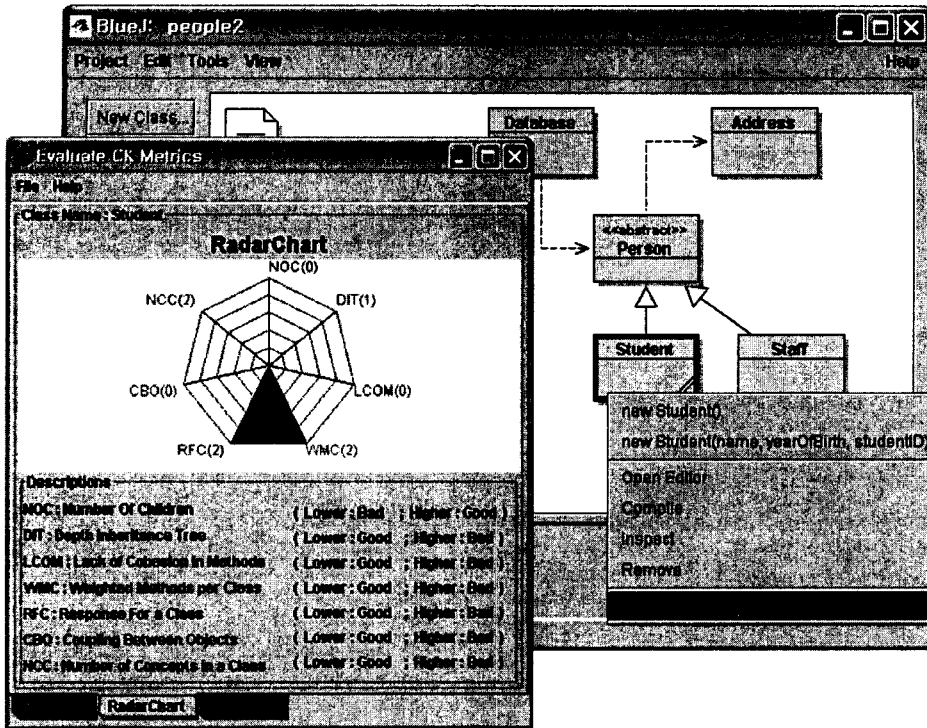 BlueJ: people2
Project Edit Tools View Help
New Class...
Database
Address
<<abstract>>
Person
Student
Staff
new Student()
new Student(name, yearOfBirth, studentID)
Open Editor
Compile
Inspect
Remove
Evaluate CK Metrics
File Help
Class Name : Student
RadarChart
NOC(0)
NCC(2)
DIT(1)
CBO(0)
LCOM(0)
RFC(2)
WMC(2)
Descriptions
NOC : Number Of Children ( Lower : Bad ; Higher : Good )
DIT : Depth Inheritance Tree ( Lower : Good ; Higher : Bad )
LCOM : Lack of Cohesion in Methods ( Lower : Good ; Higher : Bad )
WMC : Weighted Methods per Class ( Lower : Good ; Higher : Bad )
RFC : Response For a Class ( Lower : Good ; Higher : Bad )
CBO : Coupling Between Objects ( Lower : Good ; Higher : Bad )
NCC : Number of Concepts in a Class ( Lower : Good ; Higher : Bad )
RadarChart